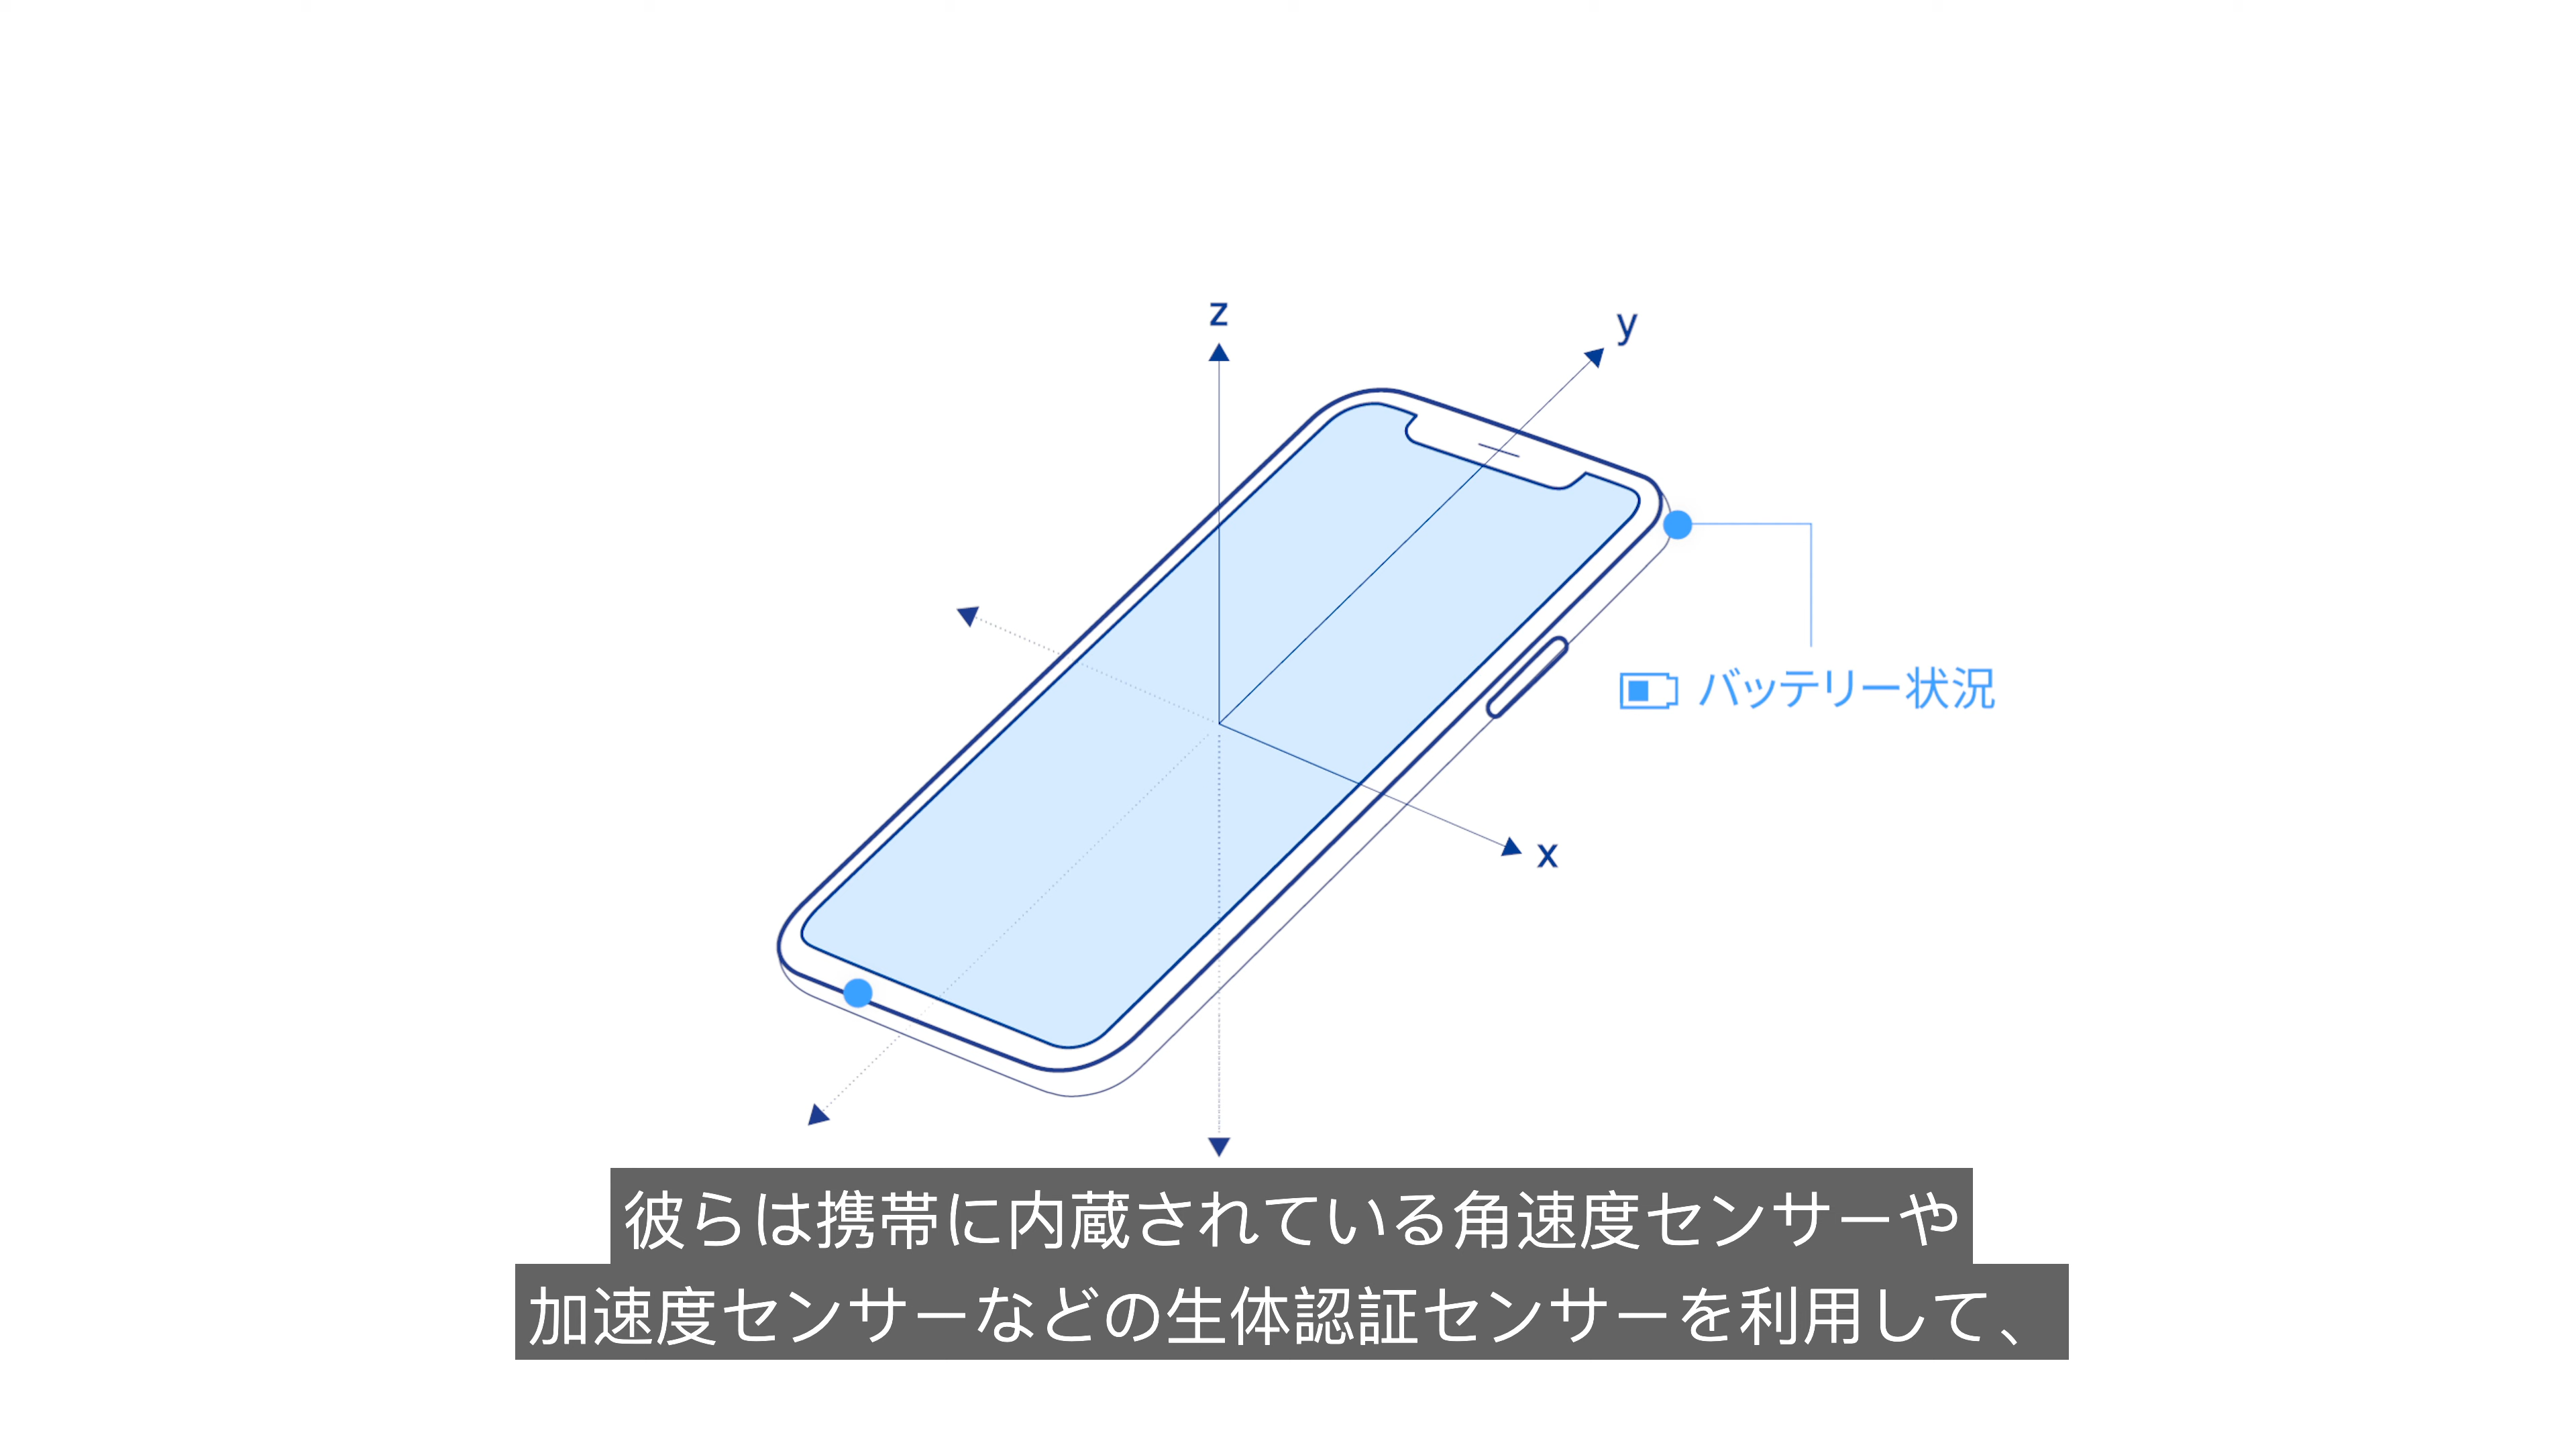 z
y
バッテリー状況
x
彼らは携帯に内蔵されている角速度センサーや
加速度センサーなどの生体認証センサーを利用して、